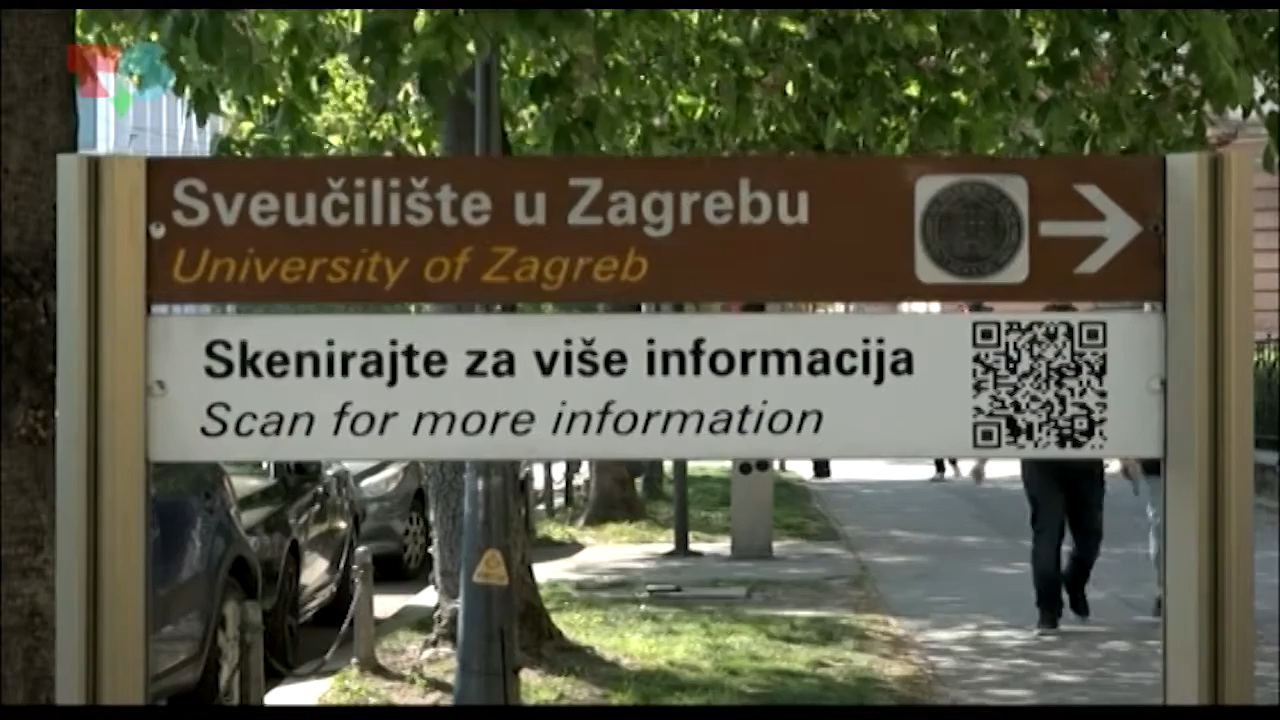 Sveučilište u Zagrebu
University of Zagreb
Skenirajte za više informacija
Scan for more information